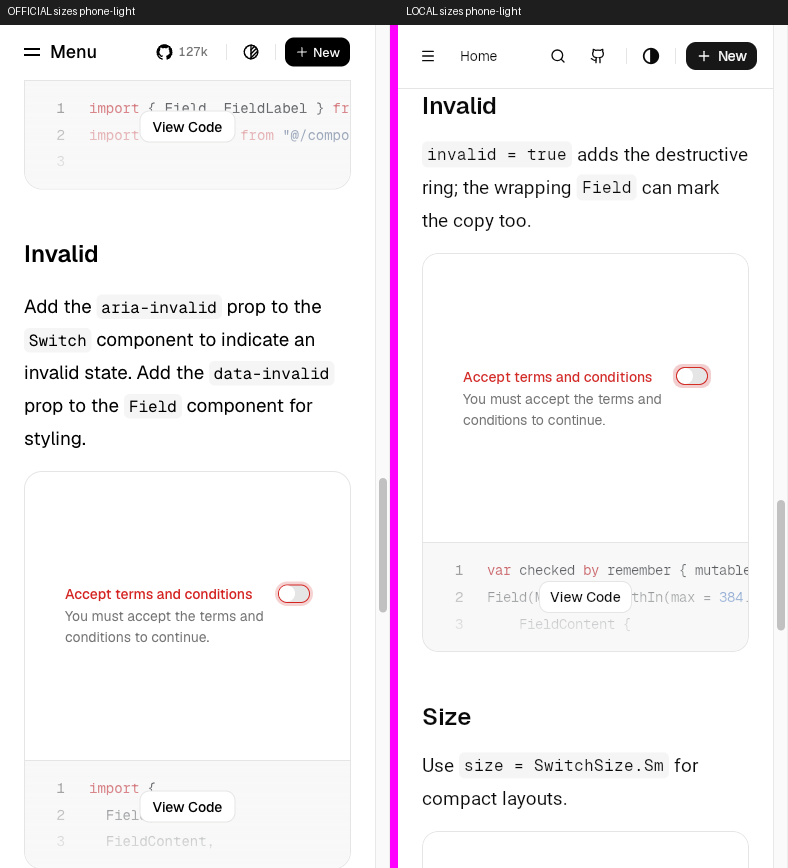 OFFICIAL sizes phone-light
Menu
127k
New
1 import { Field, FieldLabel } fr
2 import from "@/compo
3
View Code
Invalid
Add the aria-invalid prop to the
Switch component to indicate an
invalid state. Add the data-invalid
prop to the Field component for
styling.
Accept terms and conditions
You must accept the terms and
conditions to continue.
1 import {
2
3 FieldContent,
View Code
LOCAL sizes phone-light
Home
New
Invalid
invalid = true adds the destructive
ring; the wrapping Field can mark
the copy too.
Accept terms and conditions
You must accept the terms and
conditions to continue.
1 var checked by remember { mutable
2 Field(M thIn(max = 384.
3 FieldContent {
View Code
Size
Use size = SwitchSize.Sm for
compact layouts.